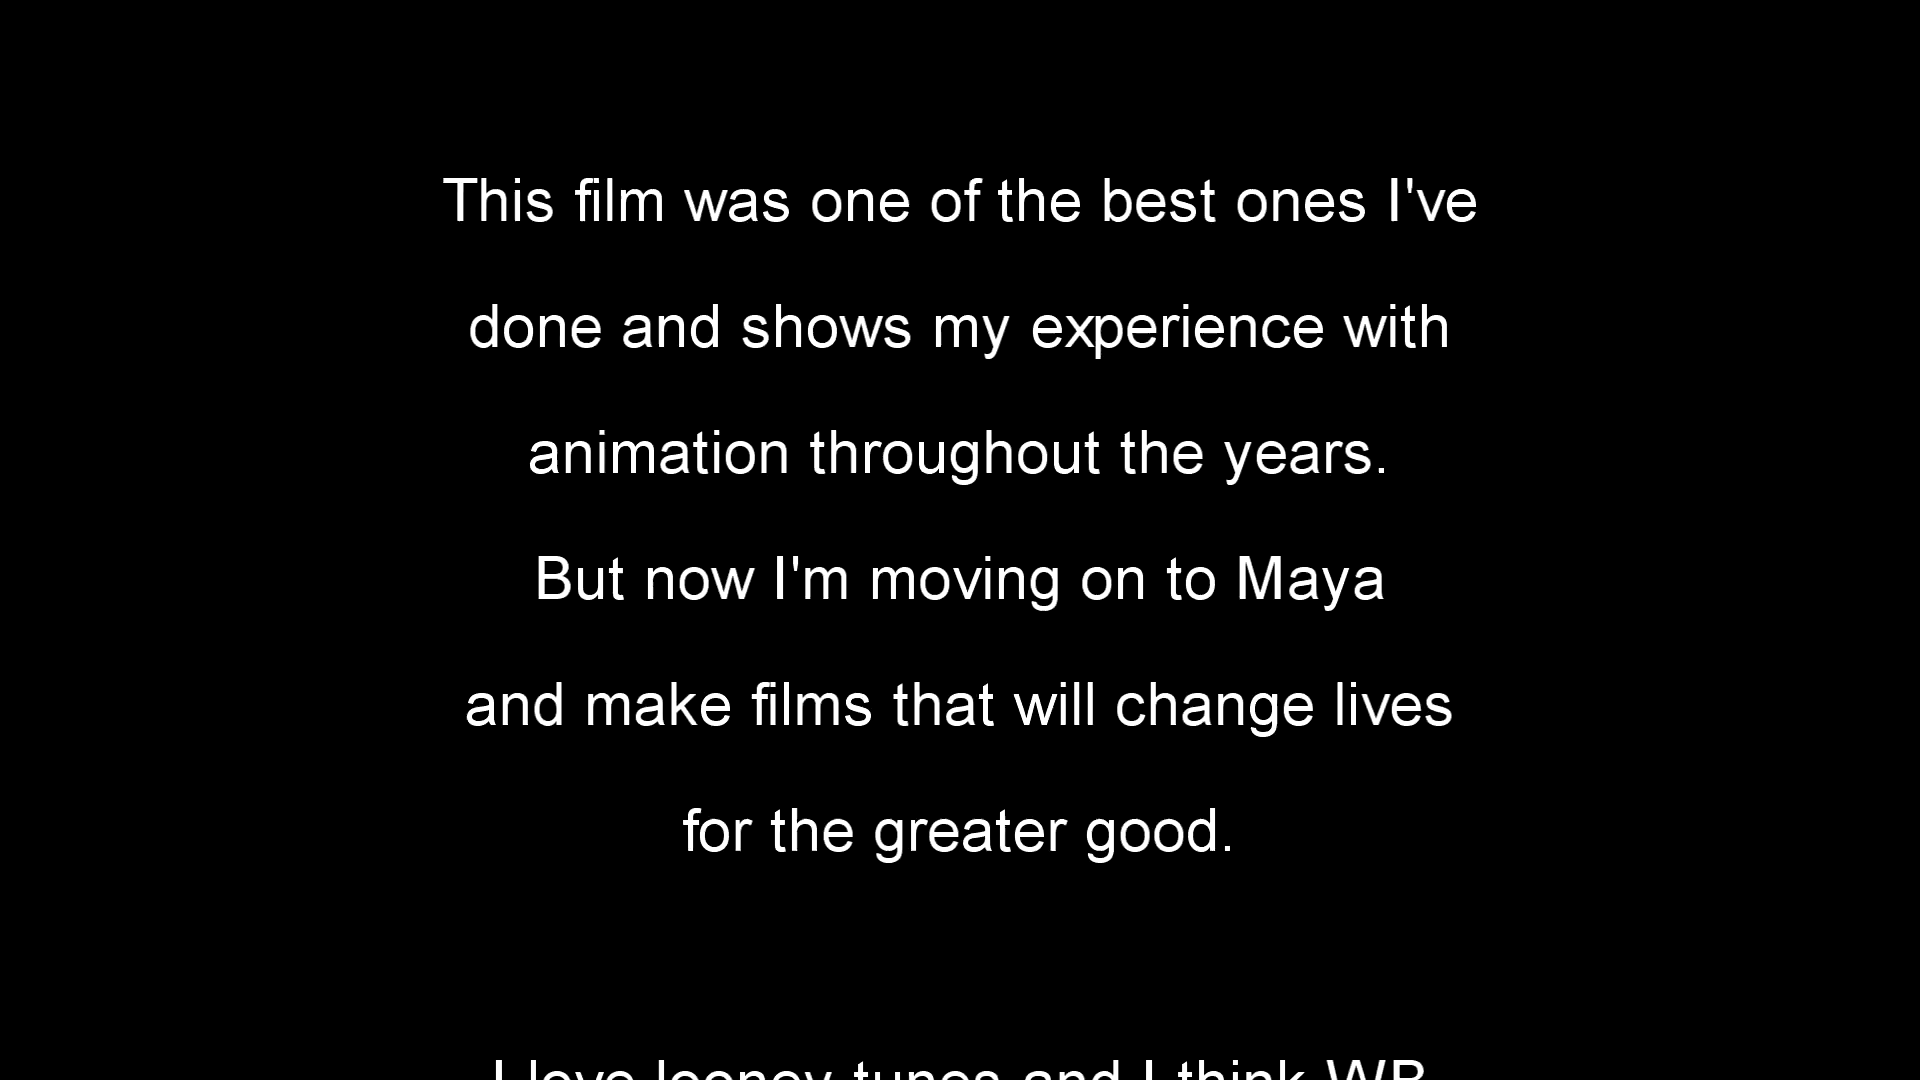 This film was one of the best ones I've
done and shows my experience with
animation throughout the years.
But now I'm moving on to Maya
and make films that will change lives
for the greater good.
I love looney tunes and I think WB